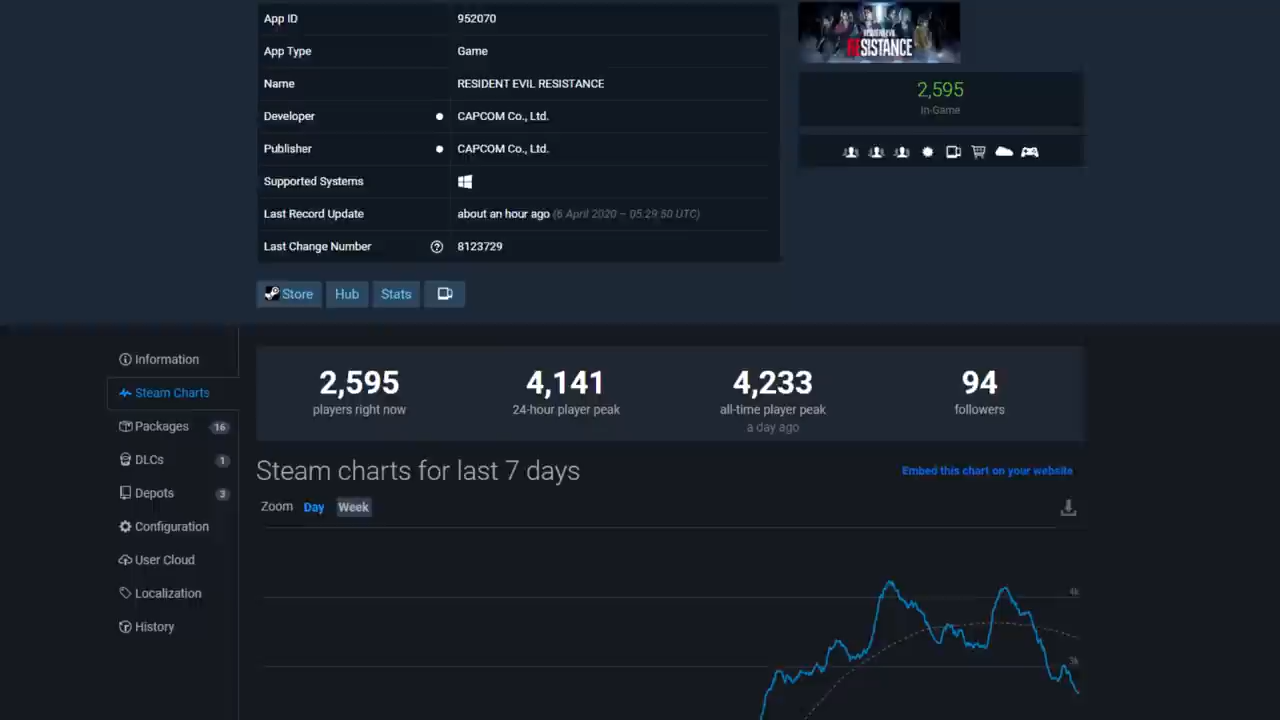 App ID 952070
App Type Game
Name RESIDENT EVIL RESISTANCE
Developer CAPCOM Co., Ltd.
Publisher CAPCOM Co., Ltd.
Supported Systems
Last Record Update about an hour ago (6 April 2020 – 05:29:50 UTC)
Last Change Number 8123729
RESIDENT EVIL
RESISTANCE
2,595
In-Game
Store Hub Stats
Information
Steam Charts
Packages 16
DLCs 1
Depots 3
Configuration
User Cloud
Localization
History
2,595 4,141 4,233 94
players right now 24-hour player peak all-time player peak followers
a day ago
Steam charts for last 7 days
Embed this chart on your website
Zoom Day Week
4k
3k